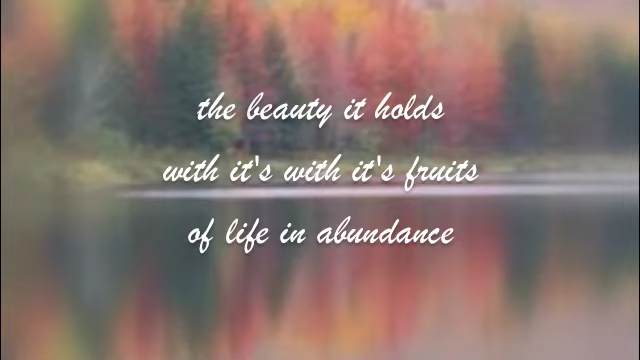 the beauty it holds
with it's with it's fruits
of life in abundance